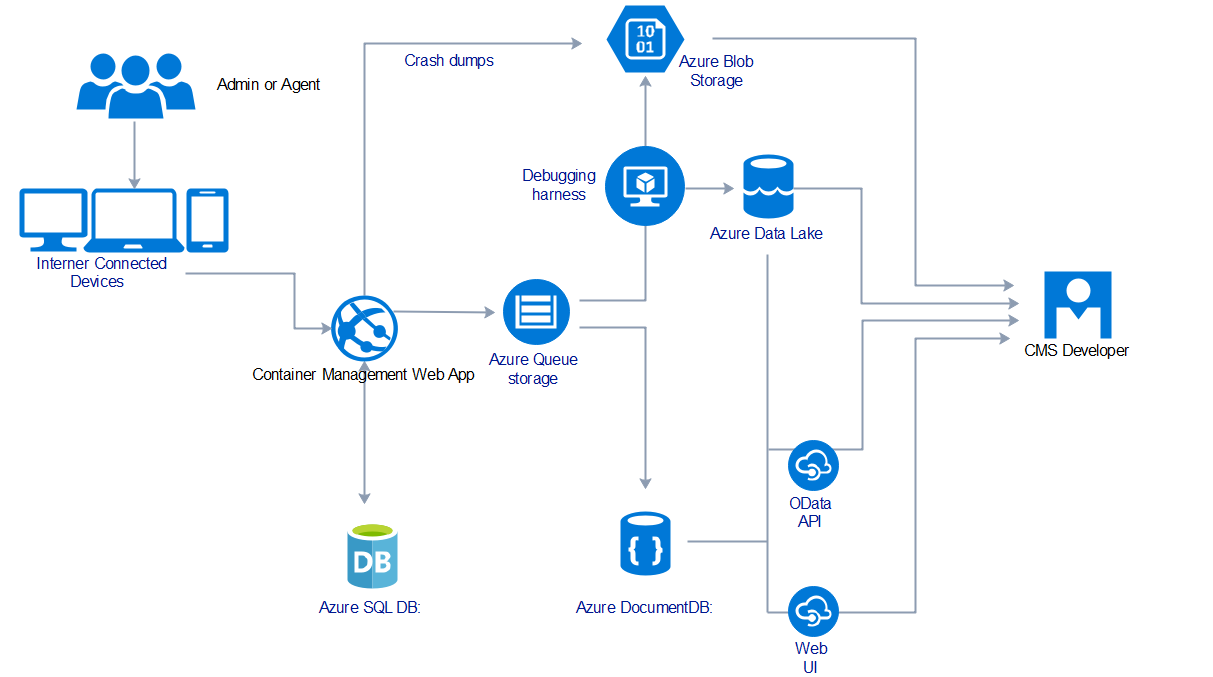 10
01
Crash dumps
Azure Blob
Storage
Admin or Agent
Debugging
harness
Azure Data Lake
Interner Connected
Devices
CMS Developer
Azure Queue
storage
Container Management Web App
OData
API
DB
{ }
Azure SQL DB:
Azure DocumentDB:
Web
UI